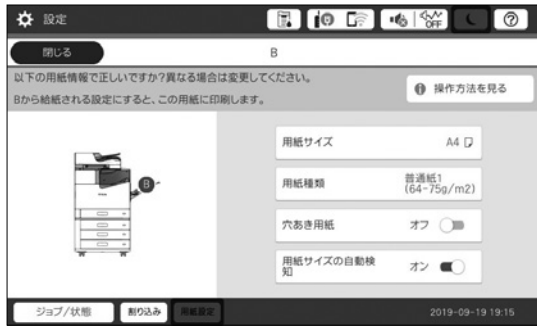 設定
OFF
閉じる
B
以下の用紙情報で正しいですか?異なる場合は変更してください。
Bから給紙される設定にすると、この用紙に印刷します。
操作方法を見る
B
用紙サイズ
A4
用紙種類
普通紙1
(64-75g/m2)
穴あき用紙
オフ
用紙サイズの自動検
知
オン
ジョブ/状態
割り込み
用紙設定
2019-09-19 19:15